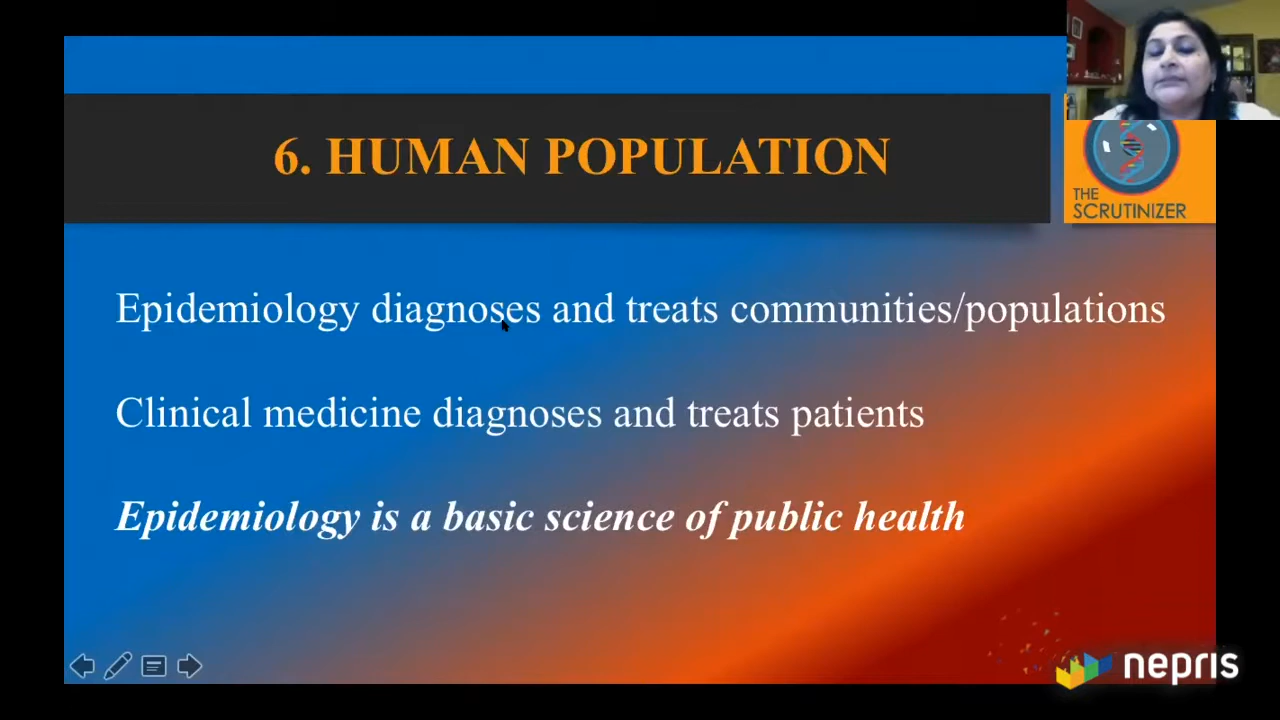 6. HUMAN POPULATION
THE
SCRUTINIZER
Epidemiology diagnoses and treats communities/populations
Clinical medicine diagnoses and treats patients
Epidemiology is a basic science of public health
nepris